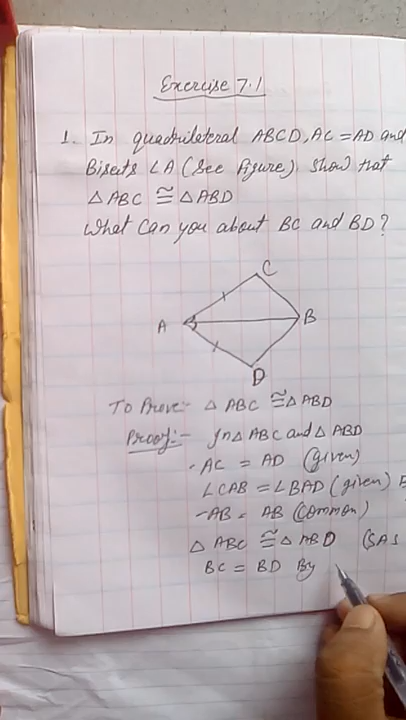 Exercise 7.1
1. In quadrilateral ABCD, AC = AD and
Bisects ∠A (See figure). Show that
△ABC ≅ △ABD
What Can you about BC and BD?
C
A
B
D
To Prove:- △ ABC ≅ △ ABD
Proof:- In △ ABC and △ ABD
- AC = AD (given)
∠CAB = ∠BAD (given)
- AB = AB (common)
△ ABC ≅ △ ABD (SAS
BC = BD By